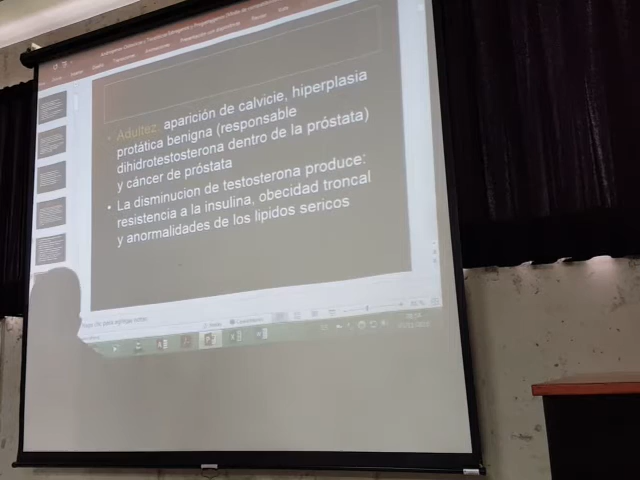 • Adultez: aparición de calvicie, hiperplasia
protática benigna (responsable
dihidrotestosterona dentro de la próstata)
y cáncer de próstata
• La disminucion de testosterona produce:
resistencia a la insulina, obecidad troncal
y anormalidades de los lipidos sericos